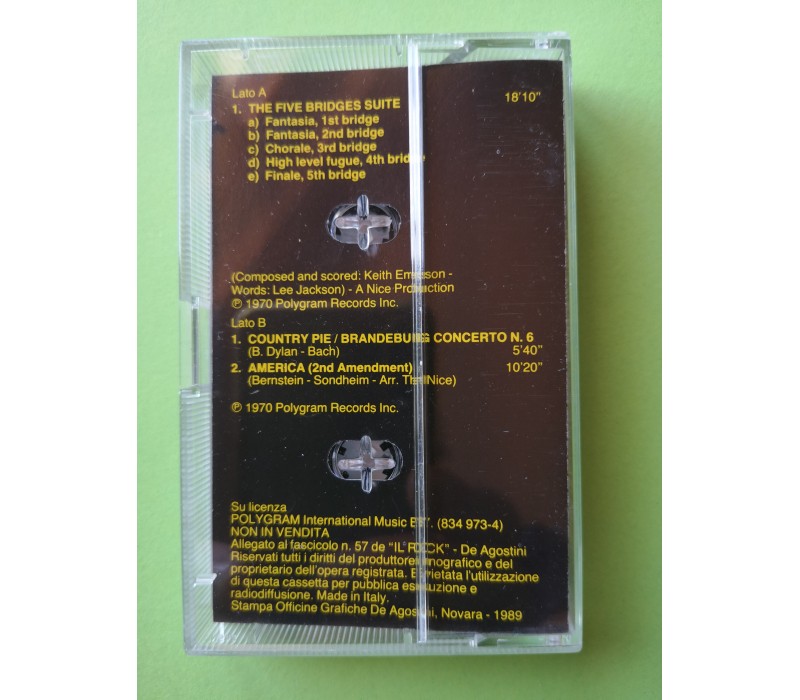 Lato A
1. THE FIVE BRIDGES SUITE 18'10"
a) Fantasia, 1st bridge
b) Fantasia, 2nd bridge
c) Chorale, 3rd bridge
d) High level fugue, 4th bridge
e) Finale, 5th bridge
(Composed and scored: Keith Emerson -
Words: Lee Jackson) - A Nice Production
℗ 1970 Polygram Records Inc.
Lato B
1. COUNTRY PIE / BRANDEBURG CONCERTO N. 6
(B. Dylan - Bach) 5'40"
2. AMERICA (2nd Amendment) 10'20"
(Bernstein - Sondheim - Arr. The Nice)
℗ 1970 Polygram Records Inc.
Su licenza
POLYGRAM International Music B.V. (834 973-4)
NON IN VENDITA
Allegato al fascicolo n. 57 de "IL ROCK" - De Agostini
Riservati tutti i diritti del produttore fonografico e del
proprietario dell'opera registrata. È vietata l'utilizzazione
di questa cassetta per pubblica esecuzione e
radiodiffusione. Made in Italy.
Stampa Officine Grafiche De Agostini, Novara - 1989